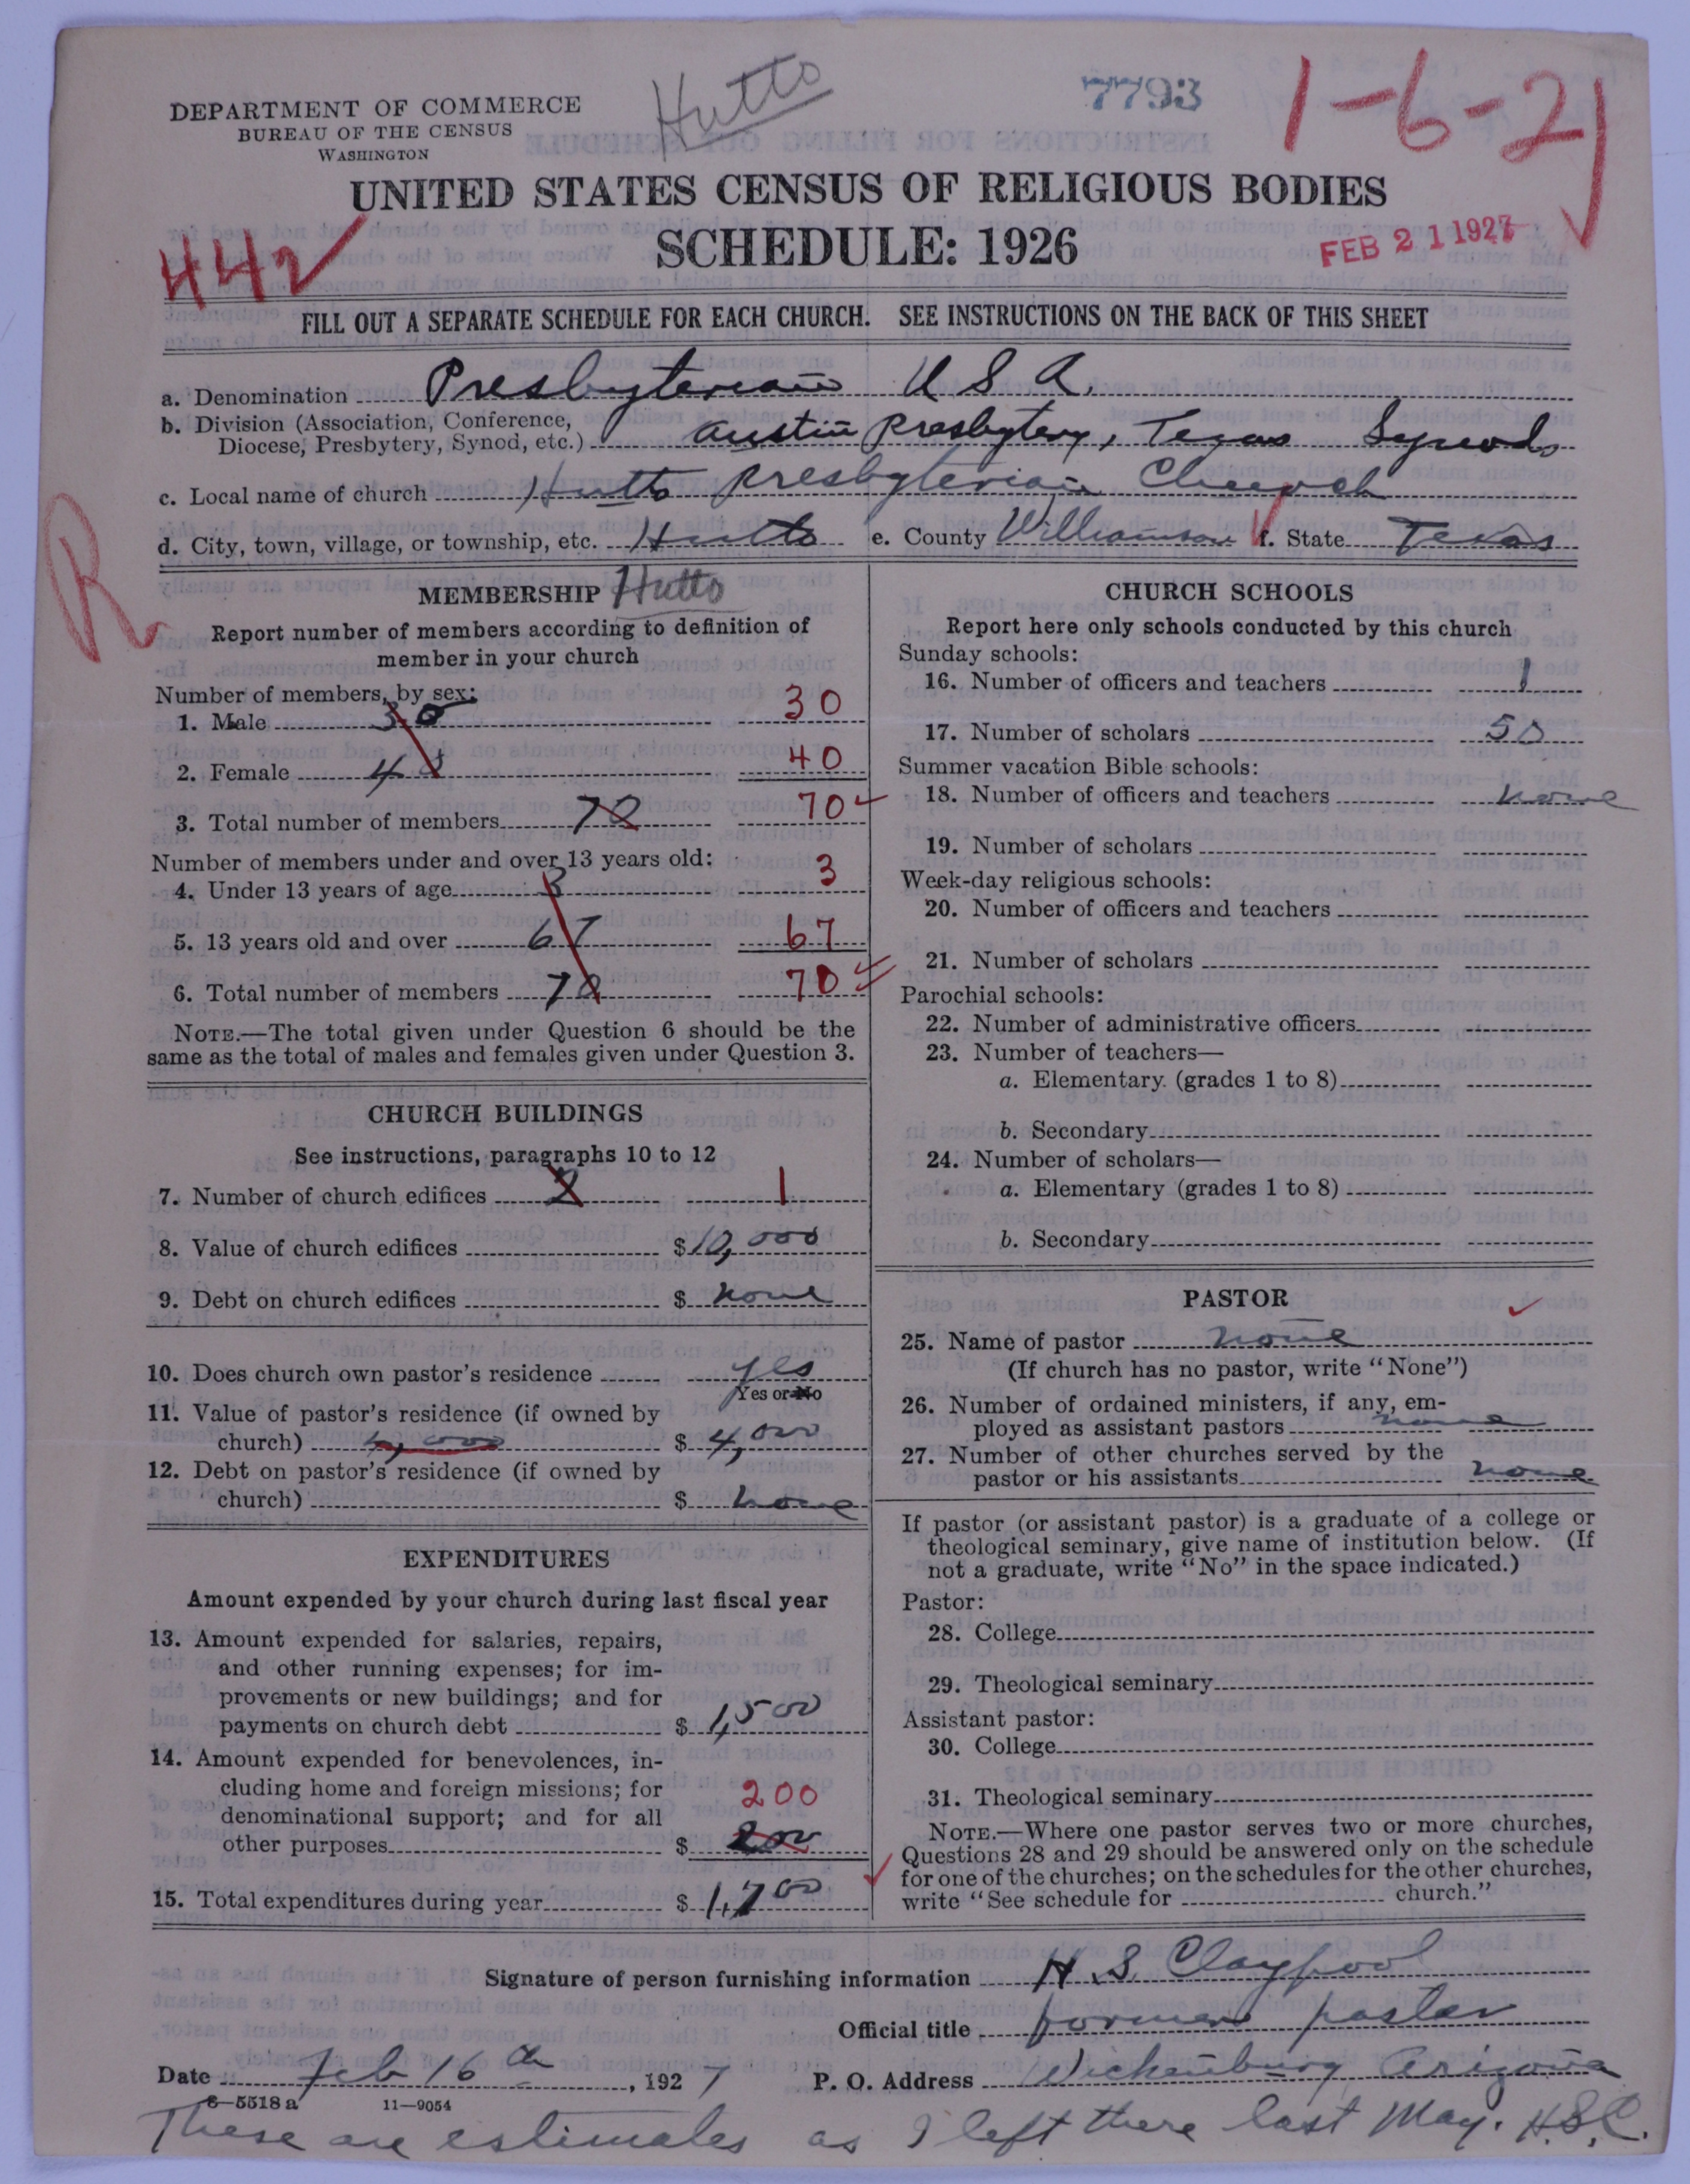 Hutto
7793
1-6-2
DEPARTMENT OF COMMERCE
BUREAU OF THE CENSUS
WASHINGTON
UNITED STATES CENSUS OF RELIGIOUS BODIES
SCHEDULE: 1926
442
FEB 21 1927
FILL OUT A SEPARATE SCHEDULE FOR EACH CHURCH. SEE INSTRUCTIONS ON THE BACK OF THIS SHEET
a. Denomination Presbyterian U S A.
b. Division (Association, Conference,
Diocese, Presbytery, Synod, etc.) Austin Presbytery, Texas Synod
c. Local name of church Hutto Presbyterian Church
d. City, town, village, or township, etc. Hutto e. County Williamson f. State Texas
R
MEMBERSHIP Hutto
Report number of members according to definition of
member in your church
Number of members, by sex:
1. Male 30 30
2. Female 40 40
3. Total number of members 70 70
Number of members under and over 13 years old:
4. Under 13 years of age 3 3
5. 13 years old and over 67 67
6. Total number of members 70 70
NOTE.—The total given under Question 6 should be the
same as the total of males and females given under Question 3.
CHURCH BUILDINGS
See instructions, paragraphs 10 to 12
7. Number of church edifices 2 1
8. Value of church edifices $10,000
9. Debt on church edifices $ none
10. Does church own pastor's residence yes
Yes or No
11. Value of pastor's residence (if owned by
church) 4,000 $ 4,000
12. Debt on pastor's residence (if owned by
church) $ none
EXPENDITURES
Amount expended by your church during last fiscal year
13. Amount expended for salaries, repairs,
and other running expenses; for im-
provements or new buildings; and for
payments on church debt $ 1,500
14. Amount expended for benevolences, in-
cluding home and foreign missions; for
denominational support; and for all
200
other purposes $ 200
15. Total expenditures during year $ 1,700
CHURCH SCHOOLS
Report here only schools conducted by this church
Sunday schools:
16. Number of officers and teachers 1
17. Number of scholars 50
Summer vacation Bible schools:
18. Number of officers and teachers none
19. Number of scholars
Week-day religious schools:
20. Number of officers and teachers
21. Number of scholars
Parochial schools:
22. Number of administrative officers
23. Number of teachers—
a. Elementary (grades 1 to 8)
b. Secondary
24. Number of scholars—
a. Elementary (grades 1 to 8)
b. Secondary
PASTOR
25. Name of pastor none
(If church has no pastor, write "None")
26. Number of ordained ministers, if any, em-
ployed as assistant pastors none
27. Number of other churches served by the
pastor or his assistants none
If pastor (or assistant pastor) is a graduate of a college or
theological seminary, give name of institution below. (If
not a graduate, write "No" in the space indicated.)
Pastor:
28. College
29. Theological seminary
Assistant pastor:
30. College
31. Theological seminary
NOTE.—Where one pastor serves two or more churches,
Questions 28 and 29 should be answered only on the schedule
for one of the churches; on the schedules for the other churches,
write "See schedule for church."
Signature of person furnishing information H. S. Claypool
Official title former pastor
Date Feb 16th, 1927 P. O. Address Wickenburg Arizona
8—5518 a 11—9054
These are estimates as I left there last May. H.S.C.